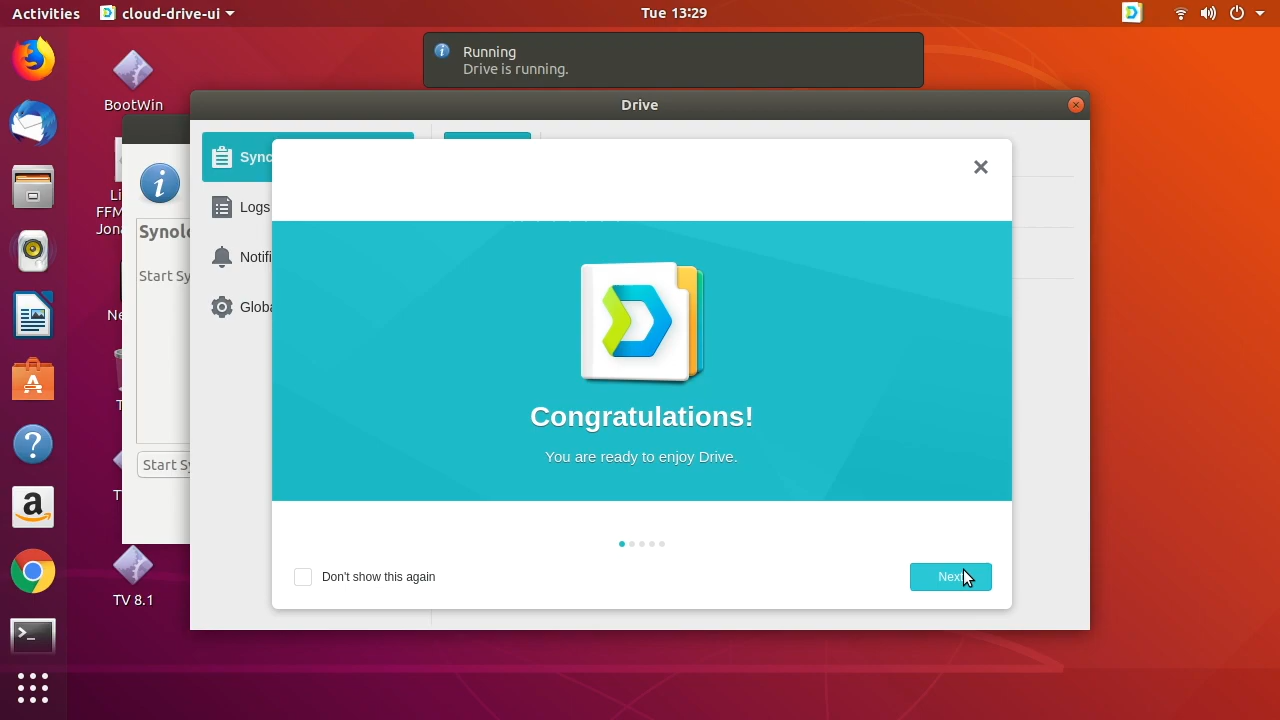 Activities
cloud-drive-ui
Tue 13:29
Running
Drive is running.
BootWin
Drive
Sync
Logs
Notifi
Globa
Synolo
Start Sy
Start Sy
Li
FFM
Jona
Ne
T
T
TV 8.1
Congratulations!
You are ready to enjoy Drive.
Don't show this again
Next